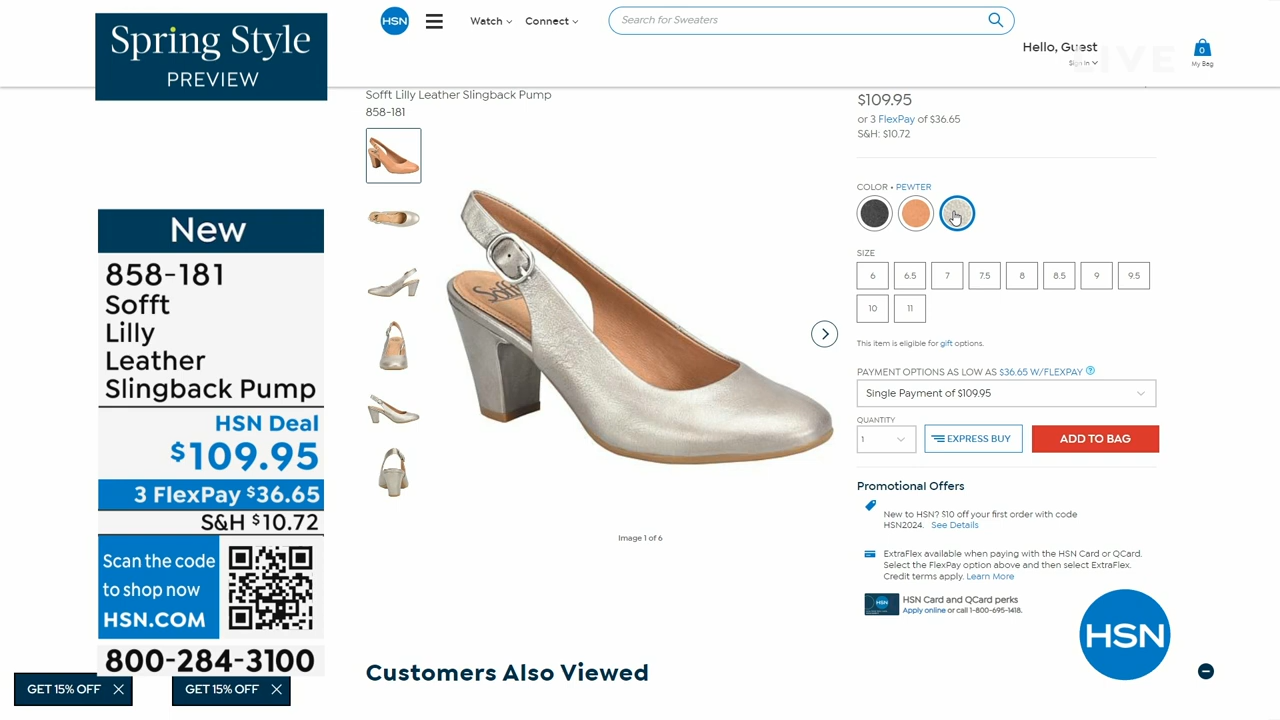 Spring Style
PREVIEW
HSN
Watch
Connect
Search for Sweaters
Hello, Guest
Sign In
LIVE
0
My Bag
New
858-181
Sofft
Lilly
Leather
Slingback Pump
HSN Deal
$109.95
3 FlexPay $36.65
S&H $10.72
Scan the code
to shop now
HSN.COM
800-284-3100
GET 15% OFF
GET 15% OFF
Sofft Lilly Leather Slingback Pump
858-181
Sofft
Image 1 of 6
$109.95
or 3 FlexPay of $36.65
S&H: $10.72
COLOR • PEWTER
SIZE
6 6.5 7 7.5 8 8.5 9 9.5
10 11
This item is eligible for gift options.
PAYMENT OPTIONS AS LOW AS $36.65 W/FLEXPAY ?
Single Payment of $109.95
QUANTITY
1
EXPRESS BUY
ADD TO BAG
Promotional Offers
New to HSN? $10 off your first order with code
HSN2024. See Details
ExtraFlex available when paying with the HSN Card or QCard.
Select the FlexPay option above and then select ExtraFlex.
Credit terms apply. Learn More
HSN
HSN Card and QCard perks
Apply online or call 1-800-695-1418.
HSN
Customers Also Viewed